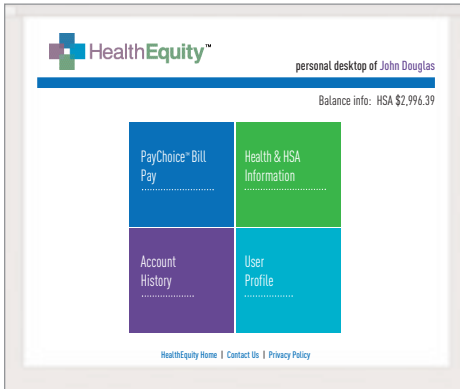 HealthEquity™
personal desktop of John Douglas
Balance info: HSA $2,996.39
PayChoice™ Bill
Pay
Health & HSA
Information
Account
History
User
Profile
HealthEquity Home | Contact Us | Privacy Policy